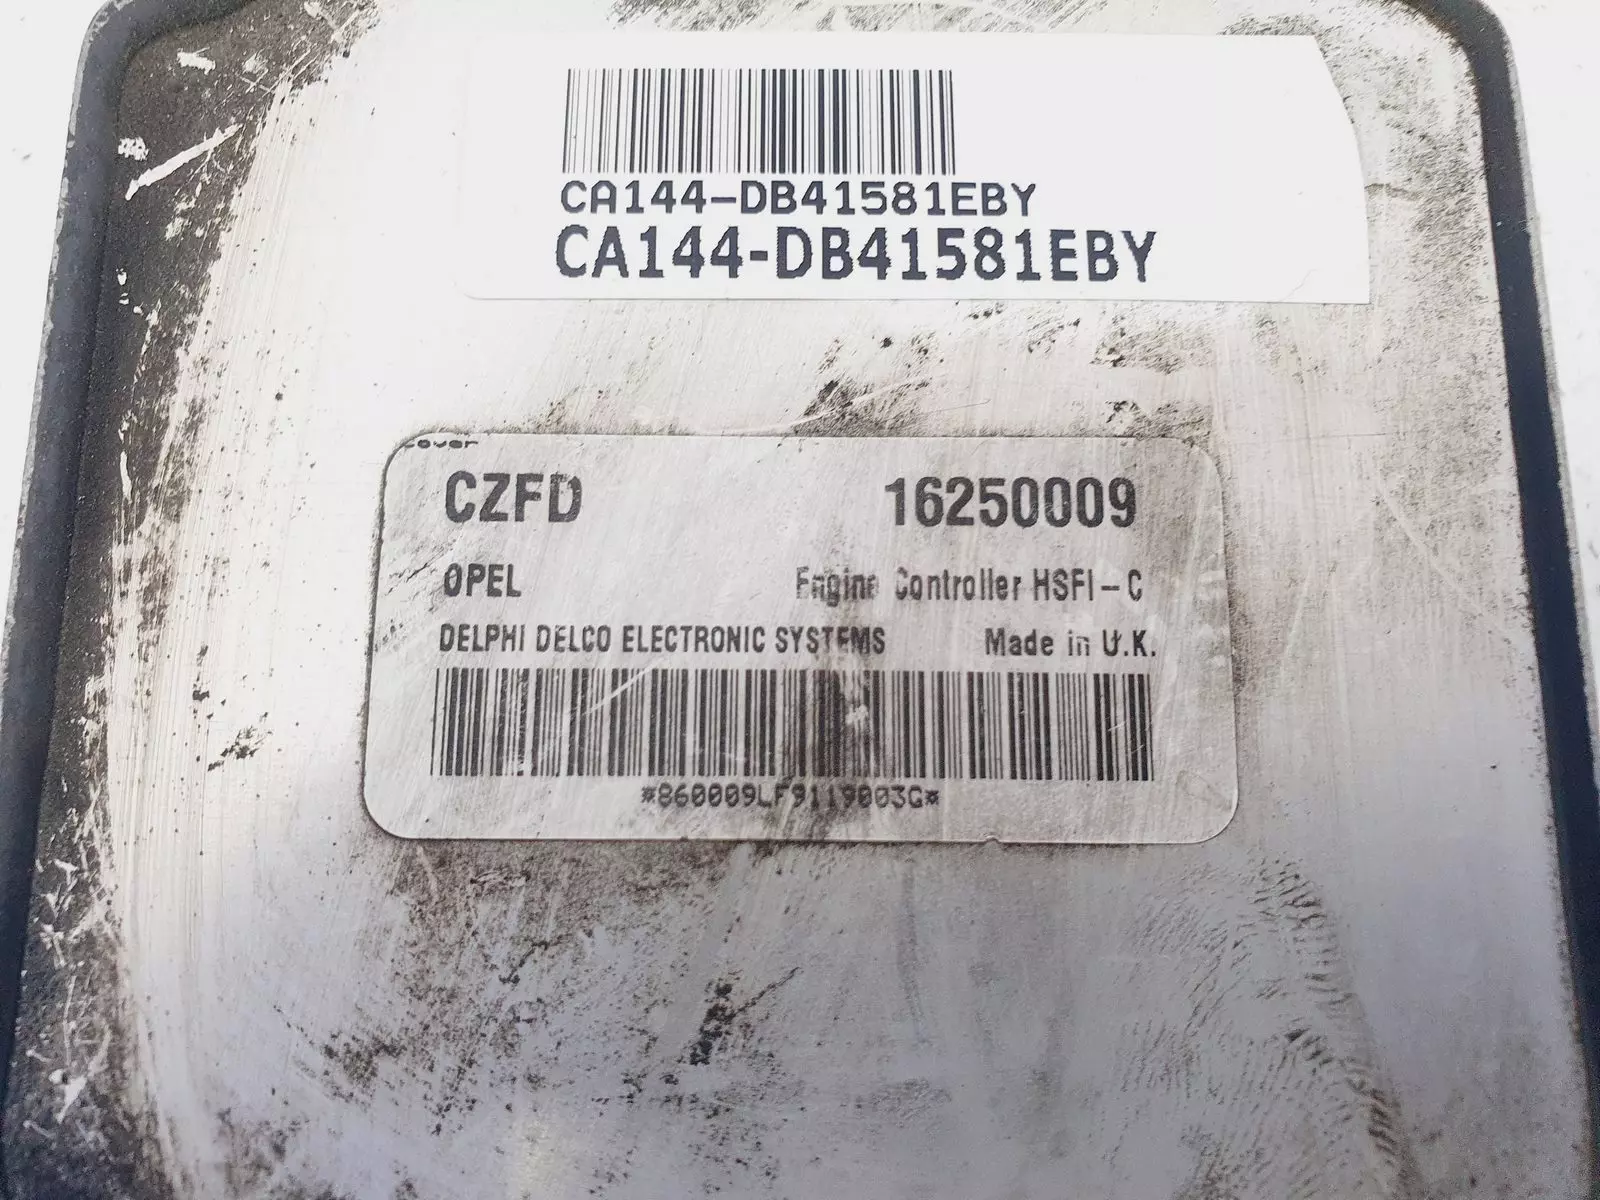 CA144-DB41581EBY
CA144-DB41581EBY
cover
CZFD 16250009
OPEL Engine Controller HSFI-C
DELPHI DELCO ELECTRONIC SYSTEMS Made in U.K.
*860009LF9119003G*